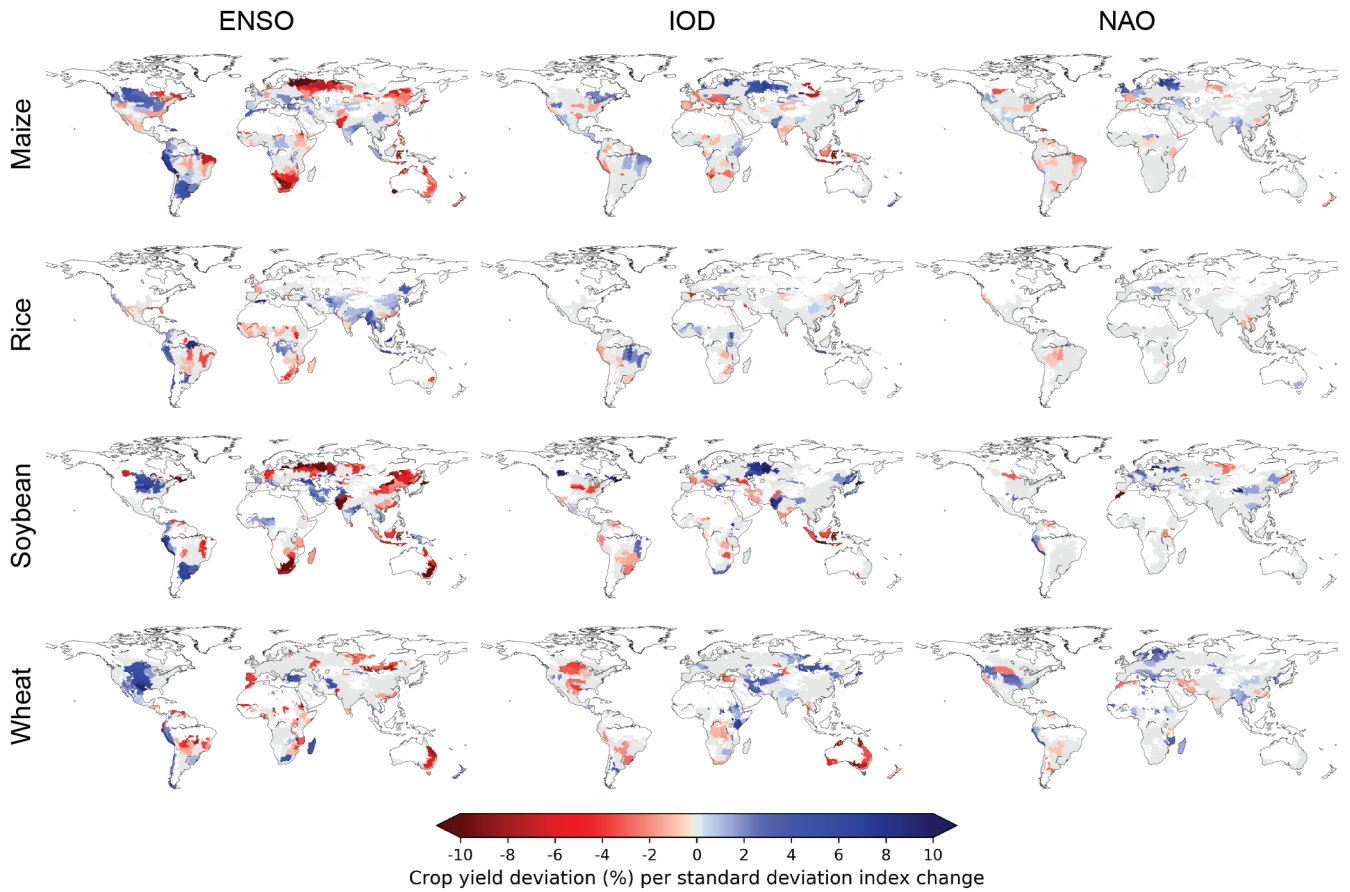 ENSO IOD NAO
Maize
Rice
Soybean
Wheat
-10 -8 -6 -4 -2 0 2 4 6 8 10
Crop yield deviation (%) per standard deviation index change